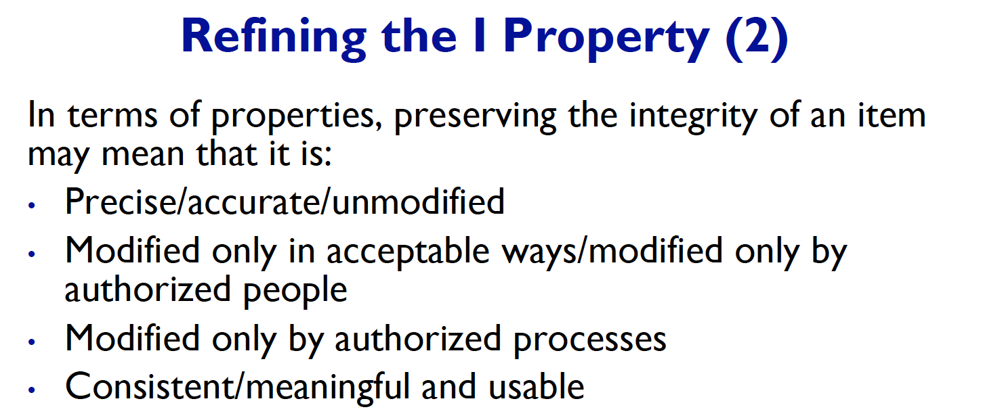 Refining the I Property (2)
In terms of properties, preserving the integrity of an item
may mean that it is:
• Precise/accurate/unmodified
• Modified only in acceptable ways/modified only by
authorized people
• Modified only by authorized processes
• Consistent/meaningful and usable